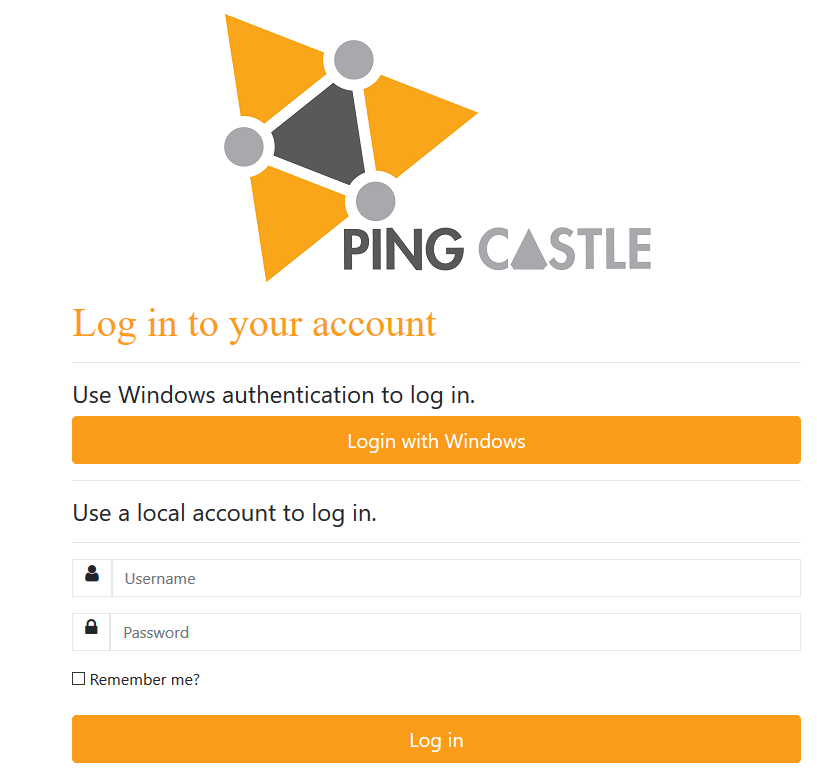 PING CASTLE
Log in to your account
Use Windows authentication to log in.
Login with Windows
Use a local account to log in.
Username
Password
Remember me?
Log in